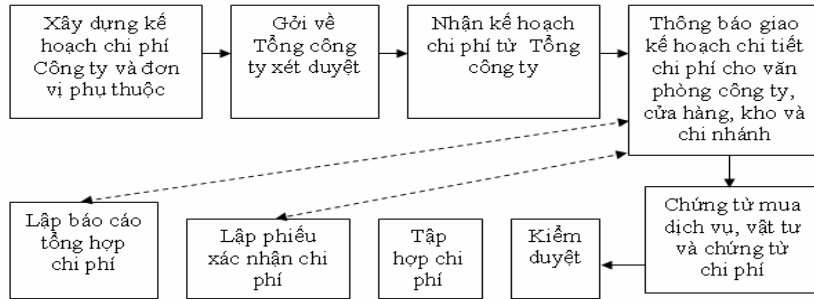 Xây dựng kế
hoạch chi phí
Công ty và đơn
vị phụ thuộc
Gởi về
Tổng công
ty xét duyệt
Nhận kế hoạch
chi phí từ Tổng
công ty
Thông báo giao
kế hoạch chi tiết
chi phí cho văn
phòng công ty,
cửa hàng, kho và
chi nhánh
Lập báo cáo
tổng hợp
chi phí
Lập phiếu
xác nhận chi
phí
Tập
hợp chi
phí
Kiểm
duyệt
Chứng từ mua
dịch vụ, vật tư
và chứng từ
chi phí